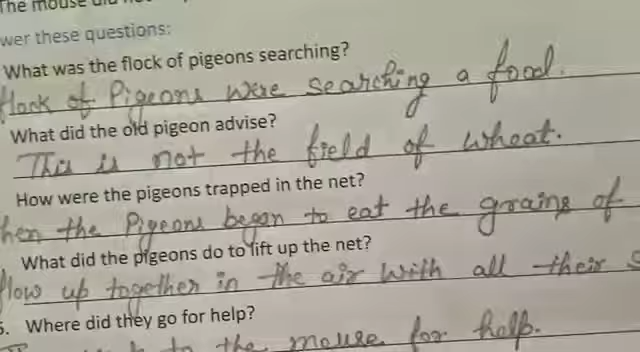 The mouse did
wer these questions:
What was the flock of pigeons searching?
flock of Pigeons were searching a food.
What did the old pigeon advise?
This is not the field of wheat.
How were the pigeons trapped in the net?
hen the Pigeons began to eat the grains of
What did the pigeons do to lift up the net?
flow up together in the air with all their s
5. Where did they go for help?
to the mouse for help.